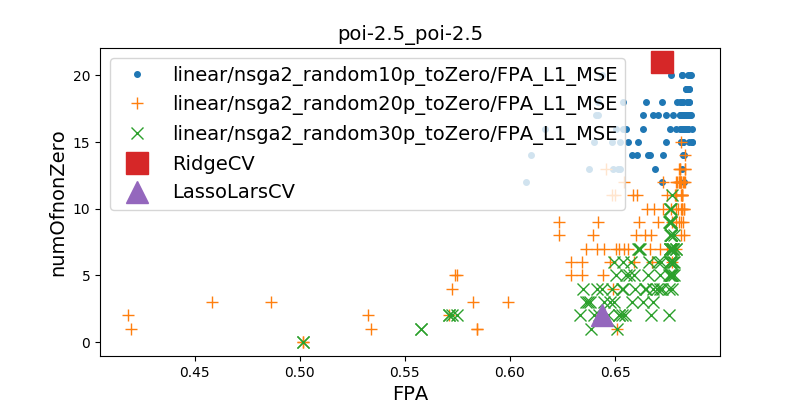 poi-2.5_poi-2.5
linear/nsga2_random10p_toZero/FPA_L1_MSE
linear/nsga2_random20p_toZero/FPA_L1_MSE
linear/nsga2_random30p_toZero/FPA_L1_MSE
RidgeCV
LassoLarsCV
numOfnonZero
20
15
10
5
0
0.45 0.50 0.55 0.60 0.65
FPA